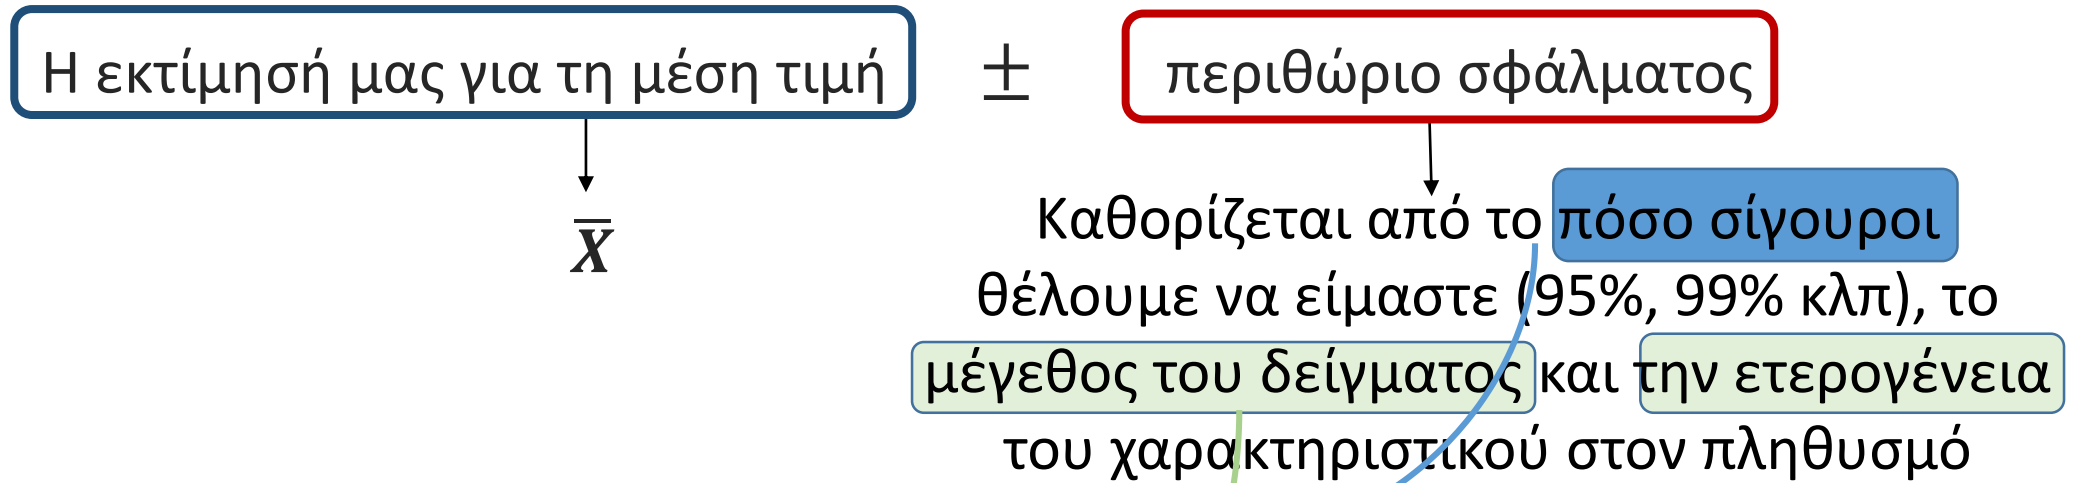 Η εκτίμησή μας για τη μέση τιμή ± περιθώριο σφάλματος
X̅
Καθορίζεται από το πόσο σίγουροι
θέλουμε να είμαστε (95%, 99% κλπ), το
μέγεθος του δείγματος και την ετερογένεια
του χαρακτηριστικού στον πληθυσμό